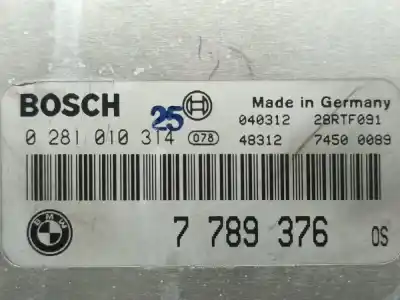 BOSCH
25
Made in Germany
040312 28RTF091
0 281 010 314 078 48312 7450 0089
BMW
7 789 376 OS